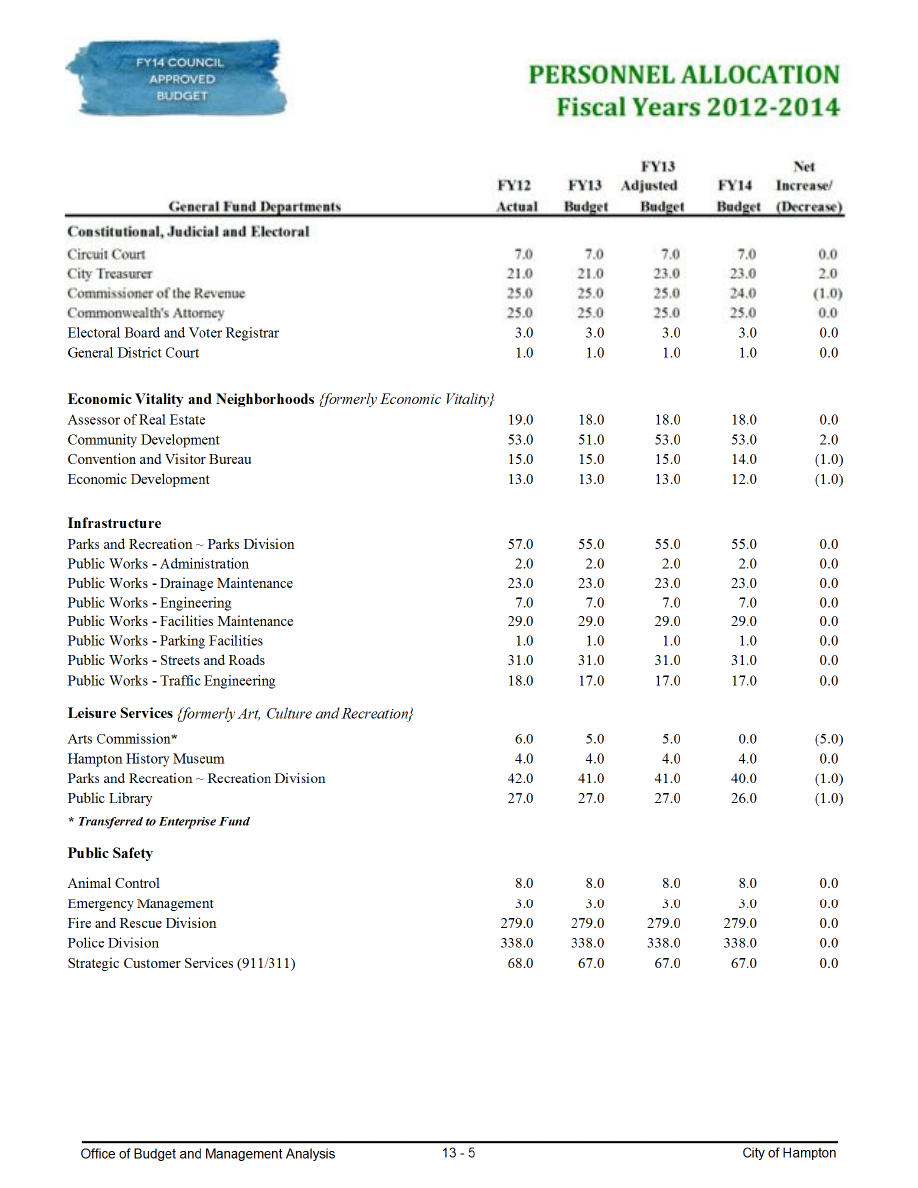 FY14 COUNCIL
APPROVED
BUDGET
PERSONNEL ALLOCATION
Fiscal Years 2012-2014
FY13 Net
FY12 FY13 Adjusted FY14 Increase/
General Fund Departments Actual Budget Budget Budget (Decrease)
Constitutional, Judicial and Electoral
Circuit Court 7.0 7.0 7.0 7.0 0.0
City Treasurer 21.0 21.0 23.0 23.0 2.0
Commissioner of the Revenue 25.0 25.0 25.0 24.0 (1.0)
Commonwealth's Attorney 25.0 25.0 25.0 25.0 0.0
Electoral Board and Voter Registrar 3.0 3.0 3.0 3.0 0.0
General District Court 1.0 1.0 1.0 1.0 0.0
Economic Vitality and Neighborhoods {formerly Economic Vitality}
Assessor of Real Estate 19.0 18.0 18.0 18.0 0.0
Community Development 53.0 51.0 53.0 53.0 2.0
Convention and Visitor Bureau 15.0 15.0 15.0 14.0 (1.0)
Economic Development 13.0 13.0 13.0 12.0 (1.0)
Infrastructure
Parks and Recreation ~ Parks Division 57.0 55.0 55.0 55.0 0.0
Public Works - Administration 2.0 2.0 2.0 2.0 0.0
Public Works - Drainage Maintenance 23.0 23.0 23.0 23.0 0.0
Public Works - Engineering 7.0 7.0 7.0 7.0 0.0
Public Works - Facilities Maintenance 29.0 29.0 29.0 29.0 0.0
Public Works - Parking Facilities 1.0 1.0 1.0 1.0 0.0
Public Works - Streets and Roads 31.0 31.0 31.0 31.0 0.0
Public Works - Traffic Engineering 18.0 17.0 17.0 17.0 0.0
Leisure Services {formerly Art, Culture and Recreation}
Arts Commission* 6.0 5.0 5.0 0.0 (5.0)
Hampton History Museum 4.0 4.0 4.0 4.0 0.0
Parks and Recreation ~ Recreation Division 42.0 41.0 41.0 40.0 (1.0)
Public Library 27.0 27.0 27.0 26.0 (1.0)
* Transferred to Enterprise Fund
Public Safety
Animal Control 8.0 8.0 8.0 8.0 0.0
Emergency Management 3.0 3.0 3.0 3.0 0.0
Fire and Rescue Division 279.0 279.0 279.0 279.0 0.0
Police Division 338.0 338.0 338.0 338.0 0.0
Strategic Customer Services (911/311) 68.0 67.0 67.0 67.0 0.0
Office of Budget and Management Analysis 13 - 5 City of Hampton